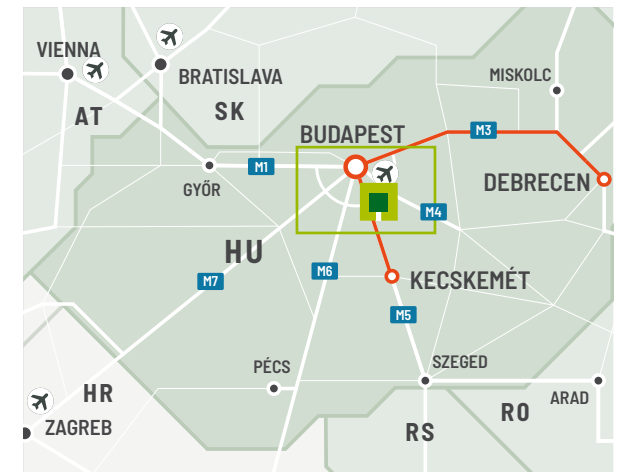 VIENNA
BRATISLAVA
MISKOLC
AT
SK
BUDAPEST
M3
M1
GYŐR
DEBRECEN
M4
HU
M6
M7
KECSKEMÉT
M5
PÉCS
SZEGED
HR
ARAD
RO
ZAGREB
RS